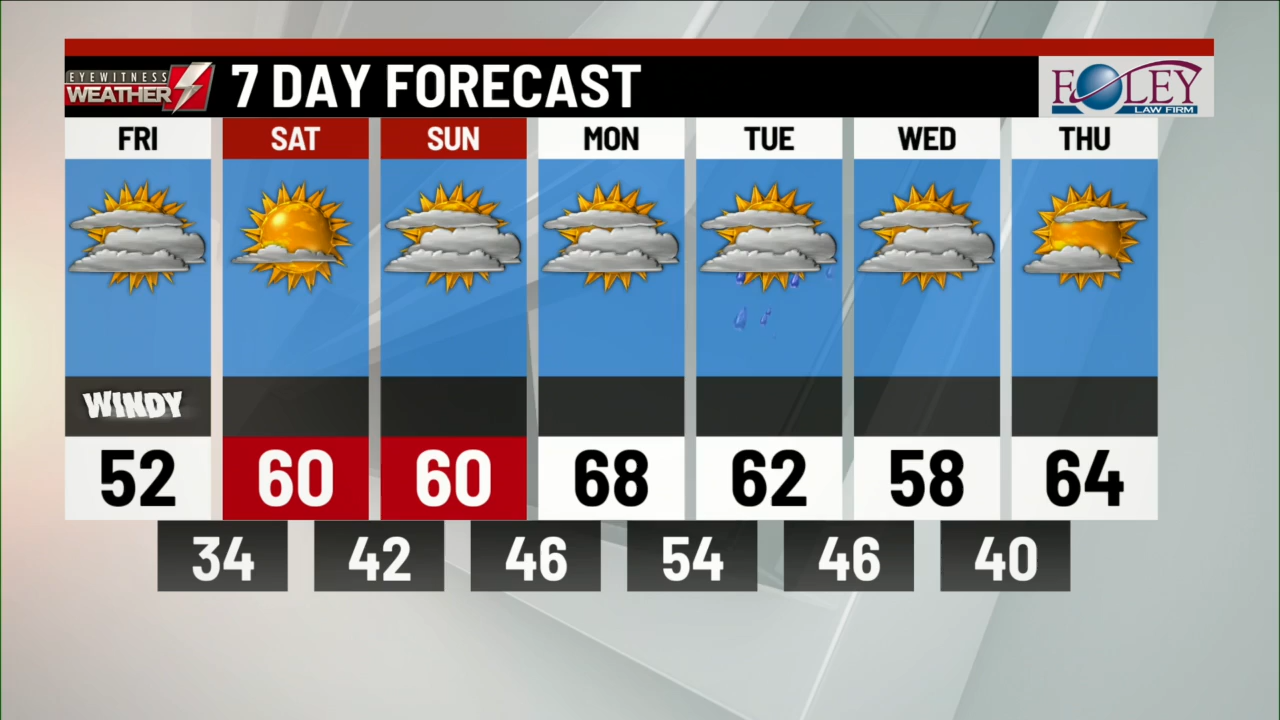 EYEWITNESS
WEATHER
7 DAY FORECAST
FOLEY
LAW FIRM
FRI SAT SUN MON TUE WED THU
WINDY
52 60 60 68 62 58 64
34 42 46 54 46 40